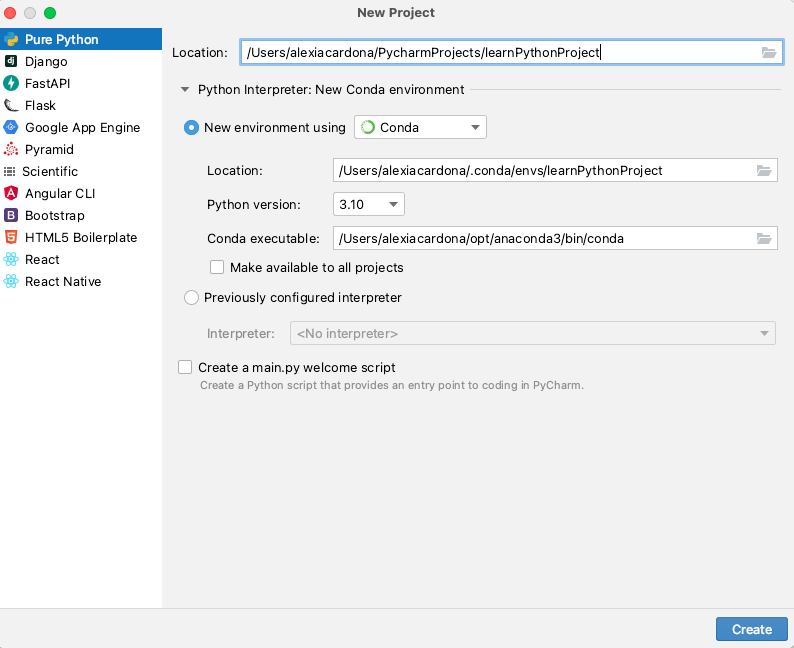 New Project
Pure Python
Django
FastAPI
Flask
Google App Engine
Pyramid
Scientific
Angular CLI
Bootstrap
HTML5 Boilerplate
React
React Native
Location: /Users/alexiacardona/PycharmProjects/learnPythonProject
Python Interpreter: New Conda environment
New environment using Conda
Location: /Users/alexiacardona/.conda/envs/learnPythonProject
Python version: 3.10
Conda executable: /Users/alexiacardona/opt/anaconda3/bin/conda
Make available to all projects
Previously configured interpreter
Interpreter: <No interpreter>
Create a main.py welcome script
Create a Python script that provides an entry point to coding in PyCharm.
Create